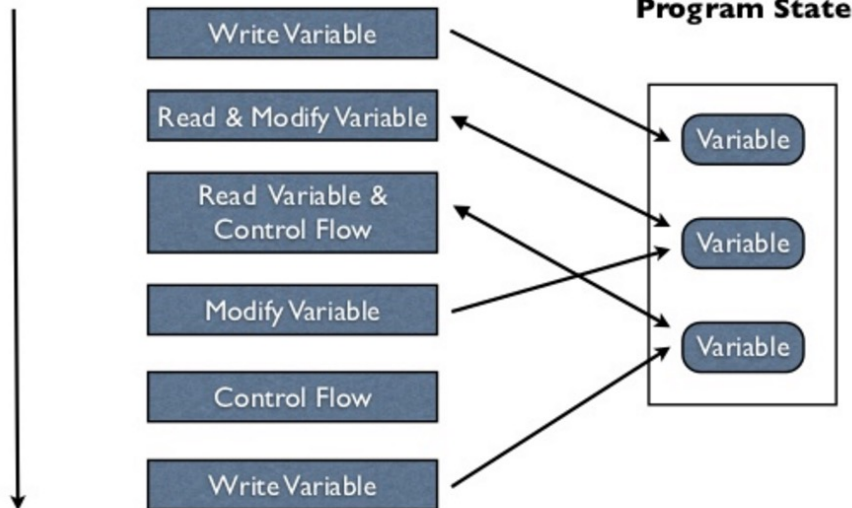 Program State
Write Variable
Read & Modify Variable
Read Variable &
Control Flow
Modify Variable
Control Flow
Write Variable
Variable
Variable
Variable